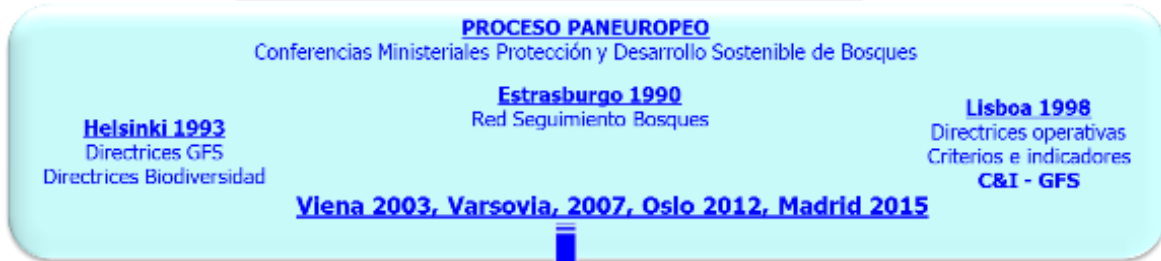 PROCESO PANEUROPEO
Conferencias Ministeriales Protección y Desarrollo Sostenible de Bosques
Estrasburgo 1990
Red Seguimiento Bosques
Helsinki 1993
Directrices GFS
Directrices Biodiversidad
Lisboa 1998
Directrices operativas
Criterios e indicadores
C&I - GFS
Viena 2003, Varsovia, 2007, Oslo 2012, Madrid 2015